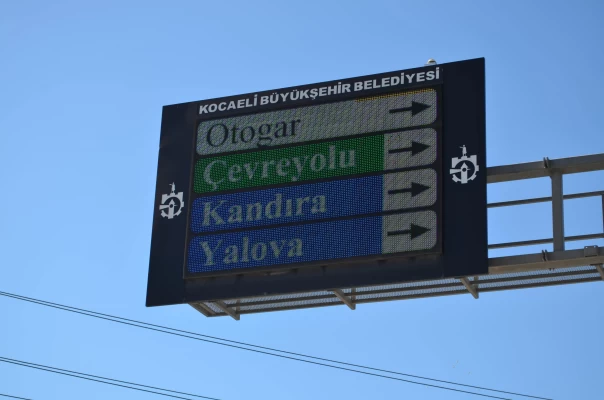 KOCAELİ BÜYÜKŞEHİR BELEDİYESİ
Otogar
Çevreyolu
Kandıra
Yalova